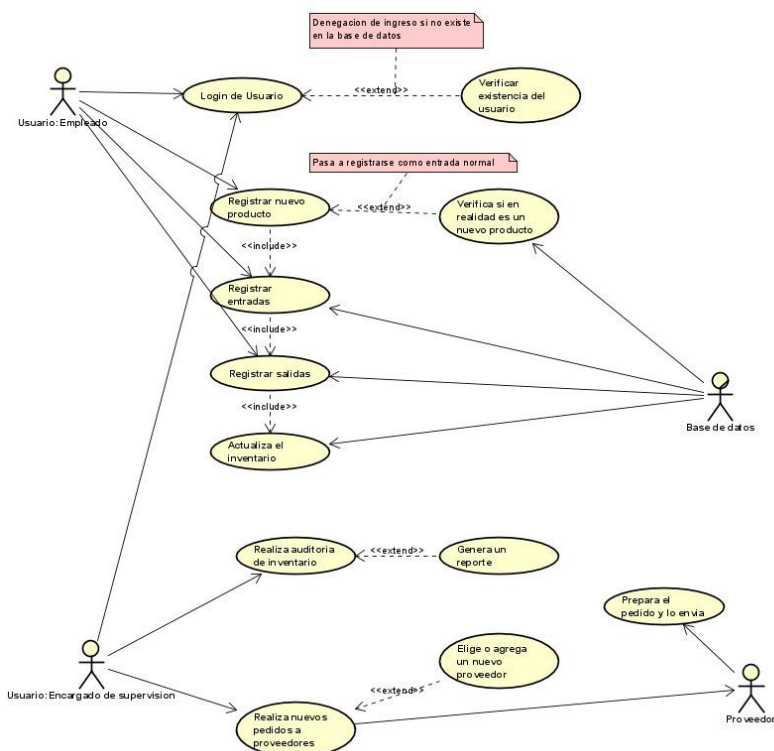 Denegacion de ingreso si no existe
en la base de datos
<<extend>>
Login de Usuario
Verificar
existencia del
usuario
Usuario: Empleado
Pasa a registrarse como entrada normal
Registrar nuevo
producto
<<extend>>
Verifica si en
realidad es un
nuevo producto
<<include>>
Registrar
entradas
<<include>>
Registrar salidas
<<include>>
Base de datos
Actualiza el
inventario
Realiza auditoria
de inventario
<<extend>>
Genera un
reporte
Prepara el
pedido y lo envia
Elige o agrega
un nuevo
proveedor
Usuario: Encargado de supervision
<<extend>>
Realiza nuevos
pedidos a
proveedores
Proveedor